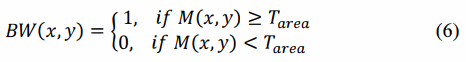 BW(x, y) = {1, if M(x, y) ≥ T_area
{0, if M(x, y) < T_area (6)